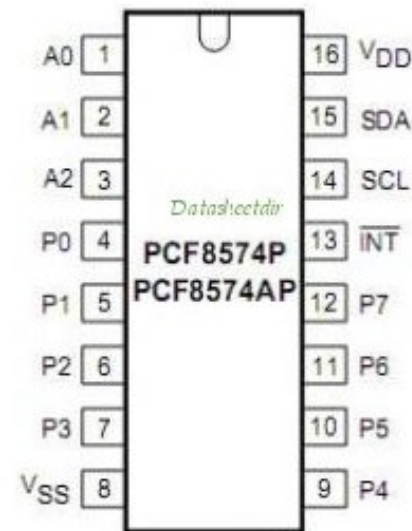 A0 1 16 VDD
A1 2 15 SDA
A2 3 14 SCL
Datasheetdir
P0 4 PCF8574P 13 INT
PCF8574AP
P1 5 12 P7
P2 6 11 P6
P3 7 10 P5
VSS 8 9 P4